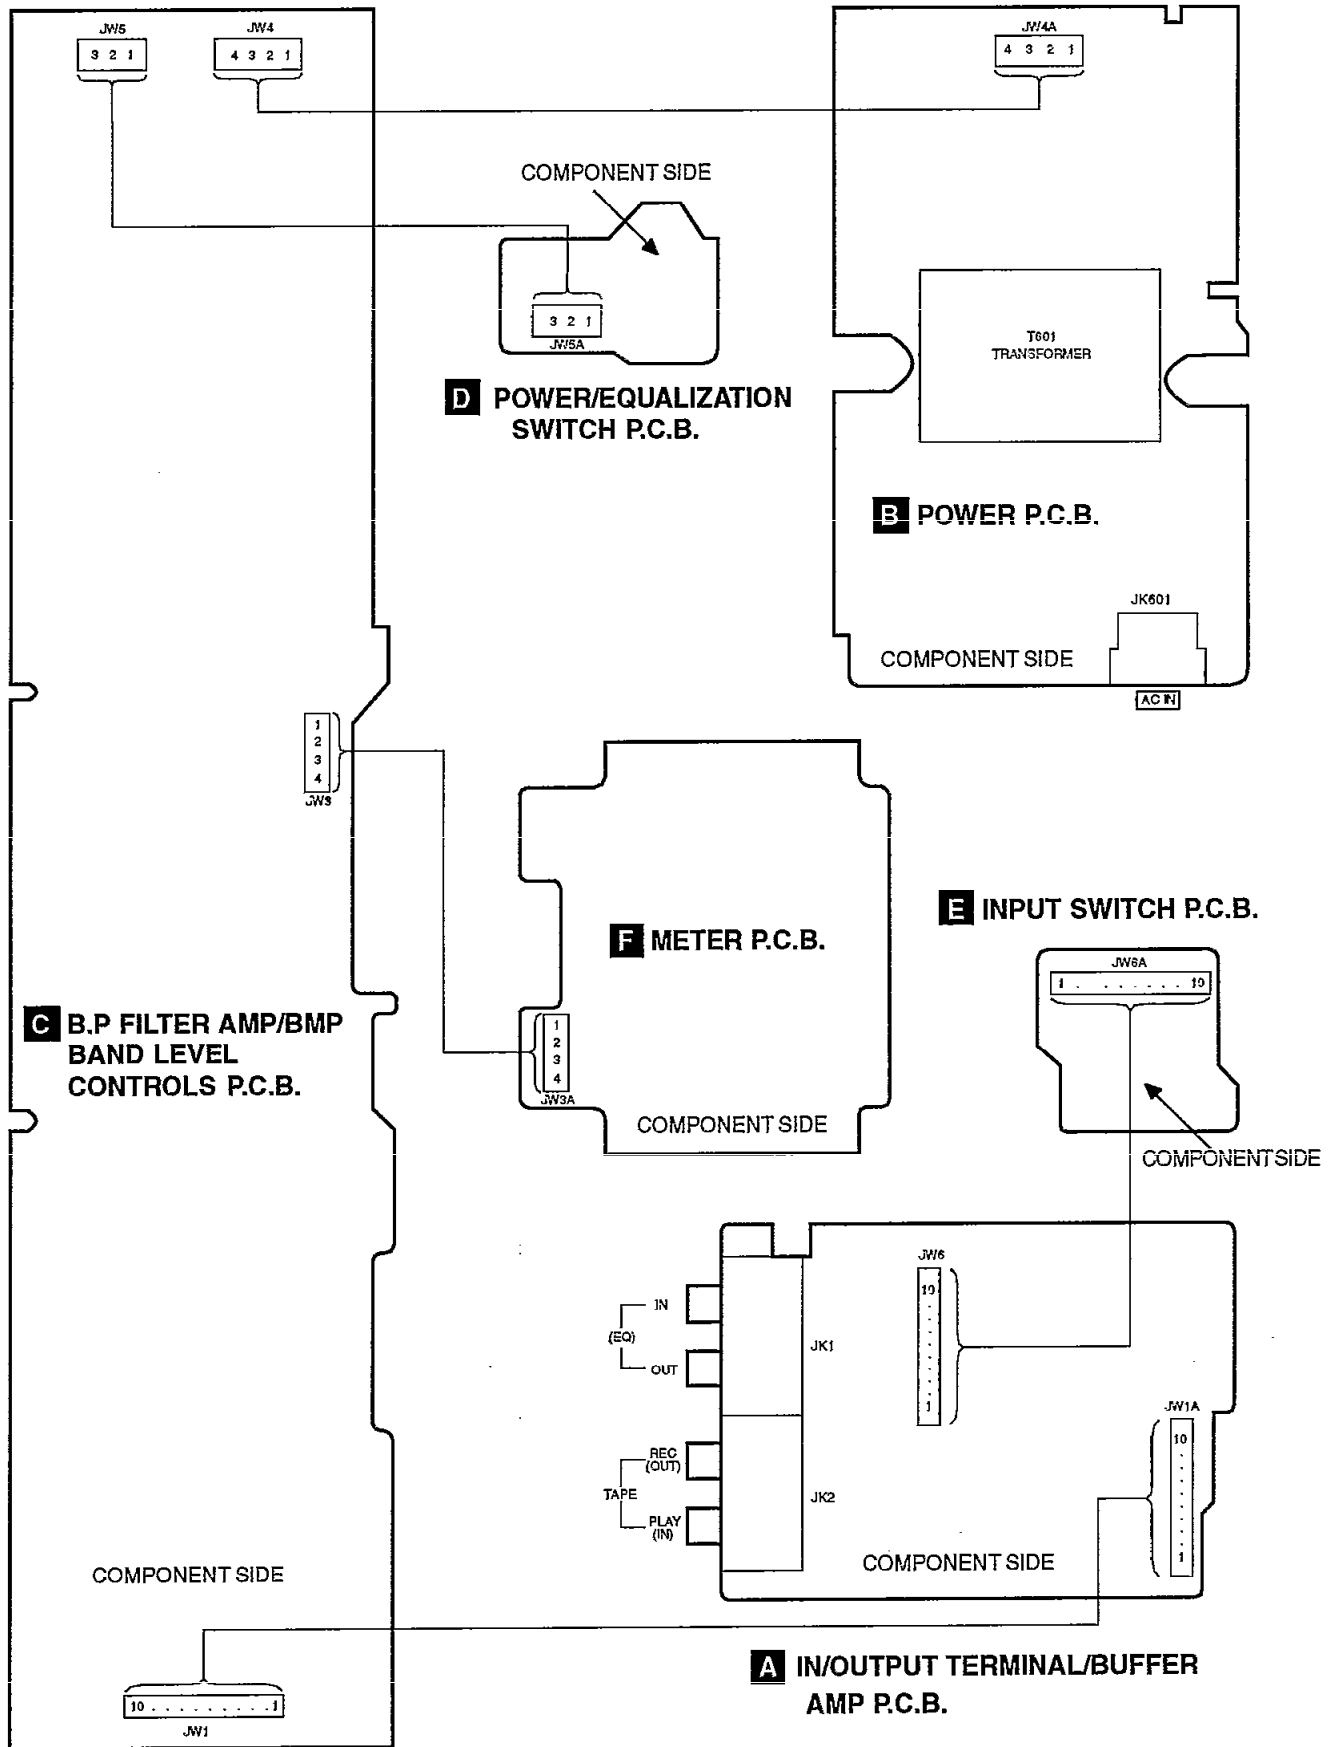 JW5
3 2 1
JW4
4 3 2 1
JW4A
4 3 2 1
COMPONENT SIDE
3 2 1
JW5A
D POWER/EQUALIZATION
SWITCH P.C.B.
T601
TRANSFORMER
B POWER P.C.B.
JK601
COMPONENT SIDE
AC IN
1
2
3
4
JW3
F METER P.C.B.
1
2
3
4
JW3A
COMPONENT SIDE
E INPUT SWITCH P.C.B.
JW6A
1 . . . . . . . . 10
COMPONENT SIDE
C B.P FILTER AMP/BMP
BAND LEVEL
CONTROLS P.C.B.
JW6
10
1
IN
(EQ)
OUT
JK1
REC
(OUT)
TAPE
PLAY
(IN)
JK2
JW1A
10
1
COMPONENT SIDE
COMPONENT SIDE
10 . . . . . . . . 1
JW1
A IN/OUTPUT TERMINAL/BUFFER
AMP P.C.B.